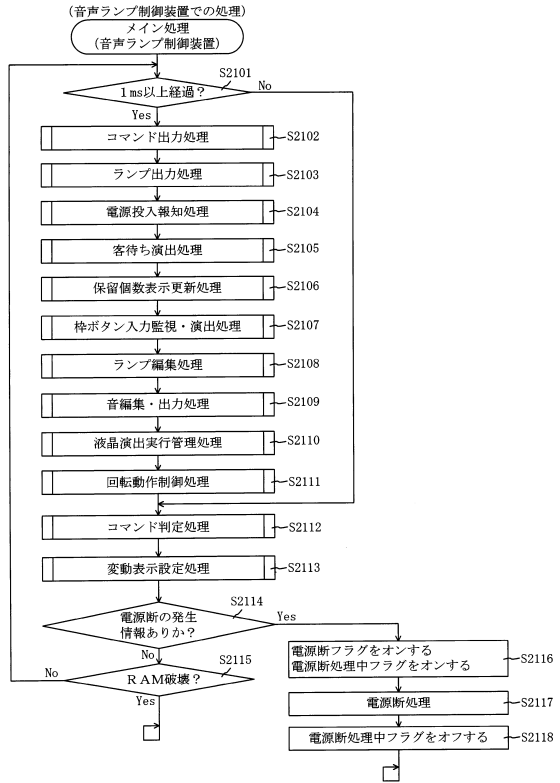 (音声ランプ制御装置での処理)
メイン処理
(音声ランプ制御装置)
S2101
1ms以上経過?
No
Yes
コマンド出力処理
S2102
ランプ出力処理
S2103
電源投入報知処理
S2104
客待ち演出処理
S2105
保留個数表示更新処理
S2106
枠ボタン入力監視・演出処理
S2107
ランプ編集処理
S2108
音編集・出力処理
S2109
液晶演出実行管理処理
S2110
回転動作制御処理
S2111
コマンド判定処理
S2112
変動表示設定処理
S2113
S2114
電源断の発生
情報ありか?
Yes
No
S2115
RAM破壊?
No
Yes
電源断フラグをオンする
電源断処理中フラグをオンする
S2116
電源断処理
S2117
電源断処理中フラグをオフする
S2118